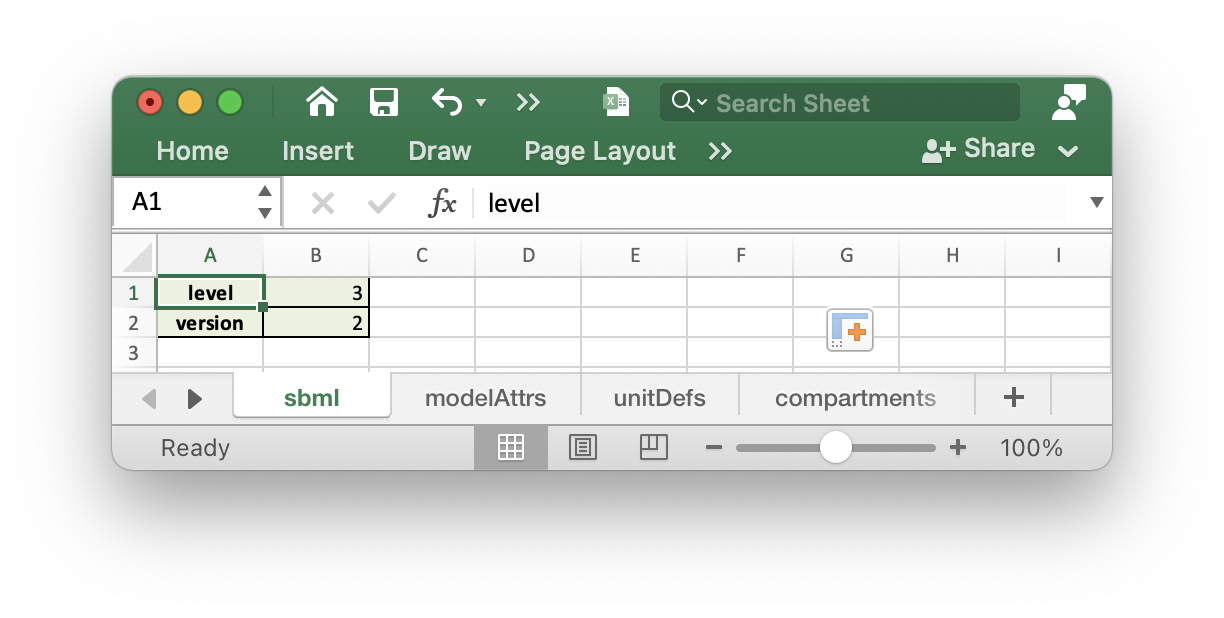 Search Sheet
Home Insert Draw Page Layout Share
A1 fx level
A B C D E F G H I
1 level 3
2 version 2
3
sbml modelAttrs unitDefs compartments
Ready 100%